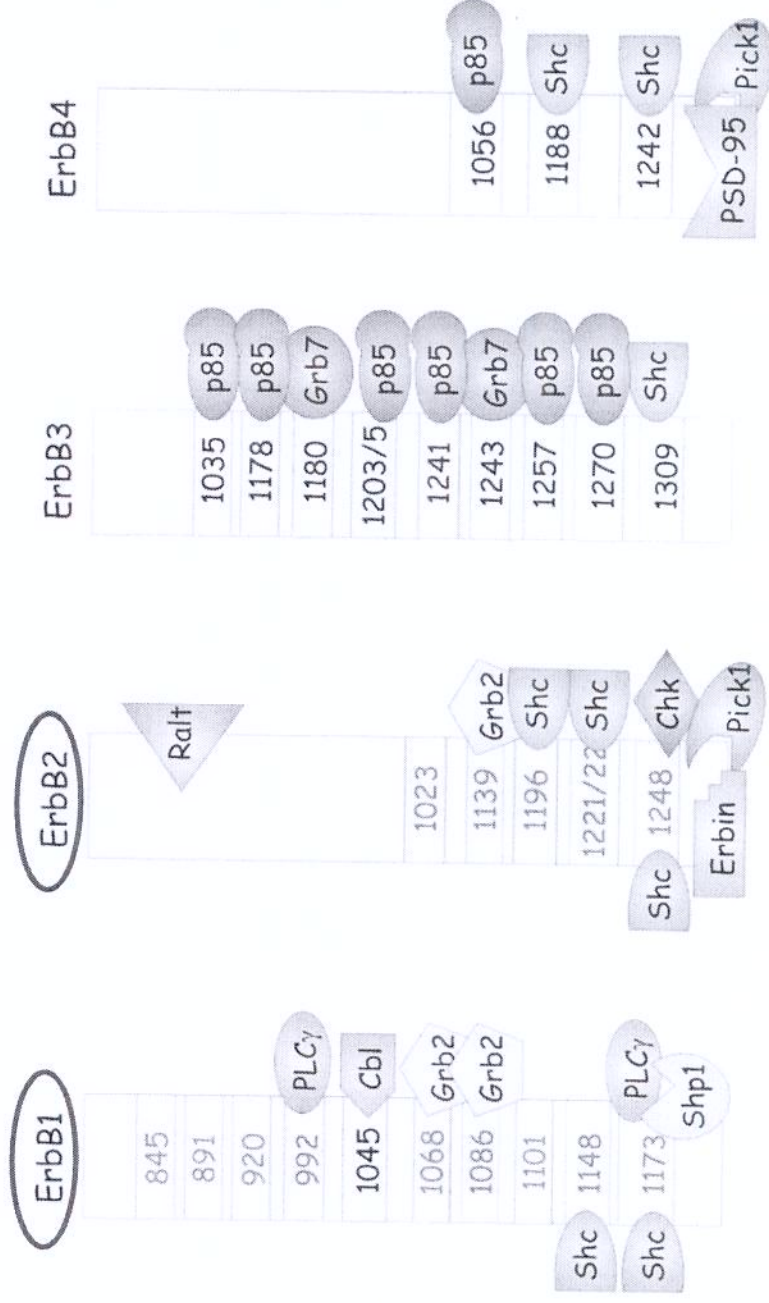 ErbB1
845
891
920
992 PLCγ
1045 Cbl
1068 Grb2
1086 Grb2
1101
Shc 1148
Shc 1173 PLCγ
Shp1
ErbB2
Ralt
1023
1139 Grb2
1196 Shc
1221/22 Shc
Shc 1248 Chk
Erbin Pick1
ErbB3
1035 p85
1178 p85
1180 Grb7
1203/5 p85
1241 p85
1243 Grb7
1257 p85
1270 p85
1309 Shc
ErbB4
1056 p85
1188 Shc
1242 Shc
PSD-95 Pick1